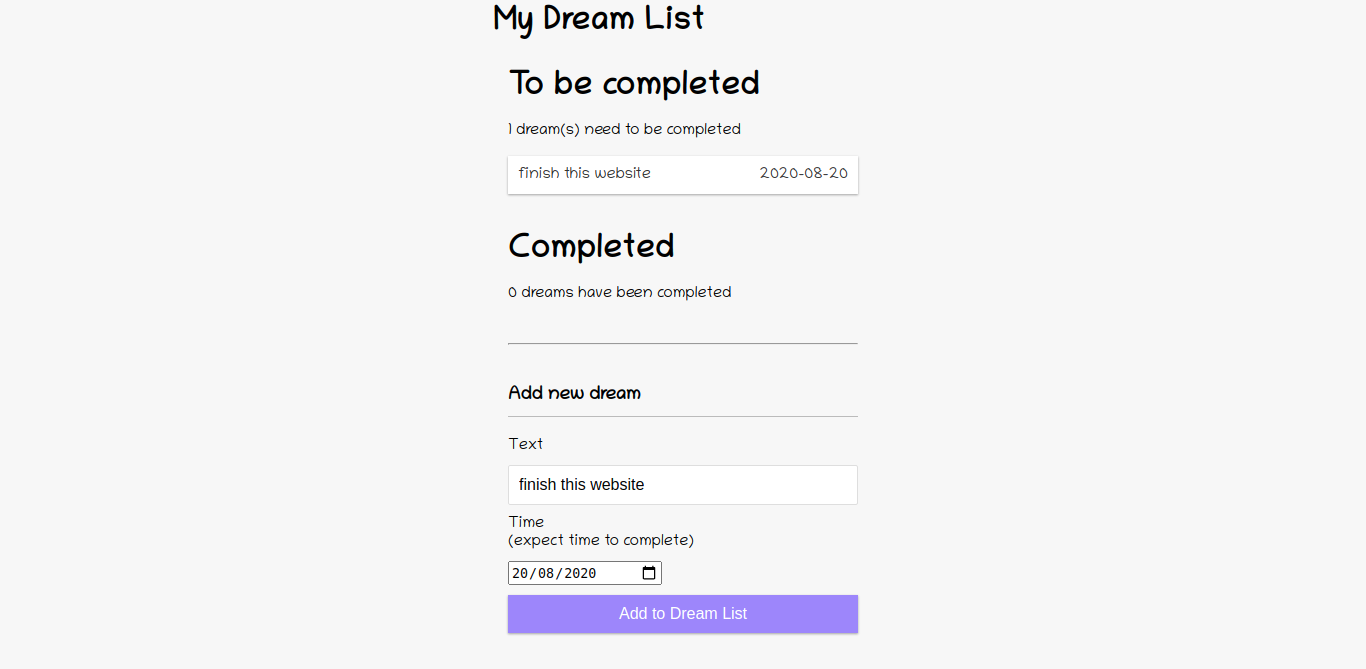 My Dream List
To be completed
1 dream(s) need to be completed
finish this website 2020-08-20
Completed
0 dreams have been completed
Add new dream
Text
finish this website
Time
(expect time to complete)
20/08/2020
Add to Dream List